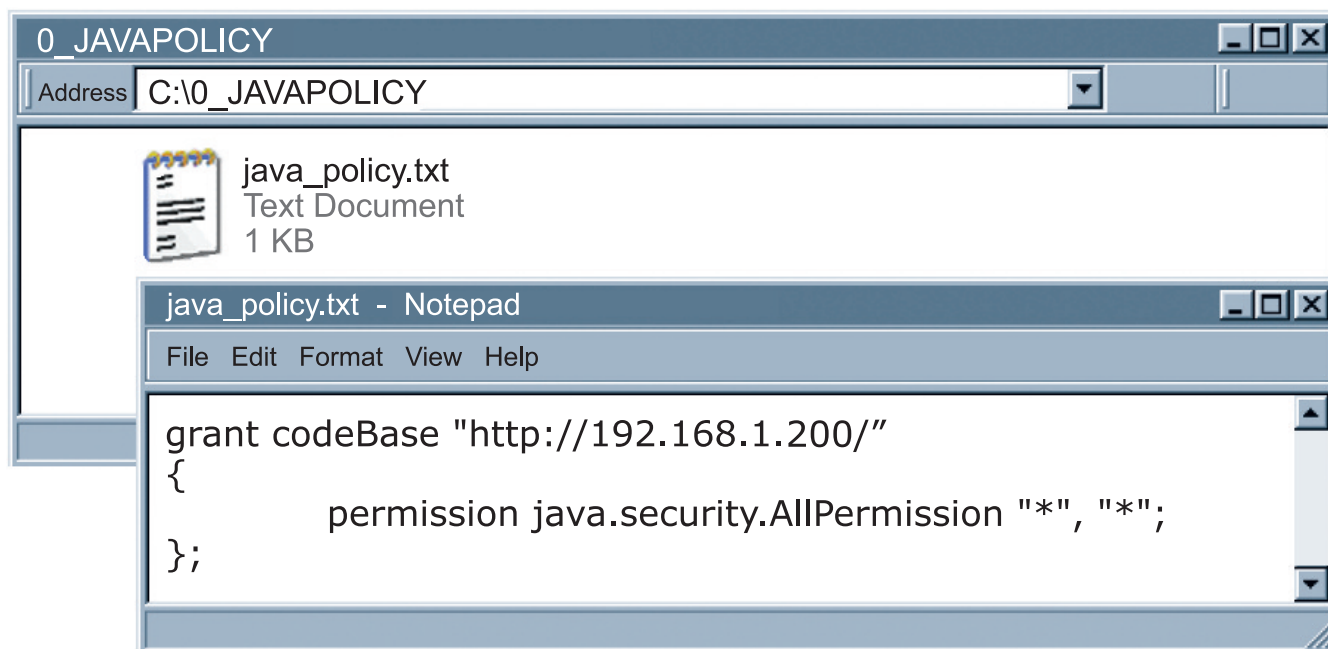 0_JAVAPOLICY
Address C:\0_JAVAPOLICY
java_policy.txt
Text Document
1 KB
java_policy.txt - Notepad
File Edit Format View Help
grant codeBase "http://192.168.1.200/”
{
permission java.security.AllPermission "*", "*";
};